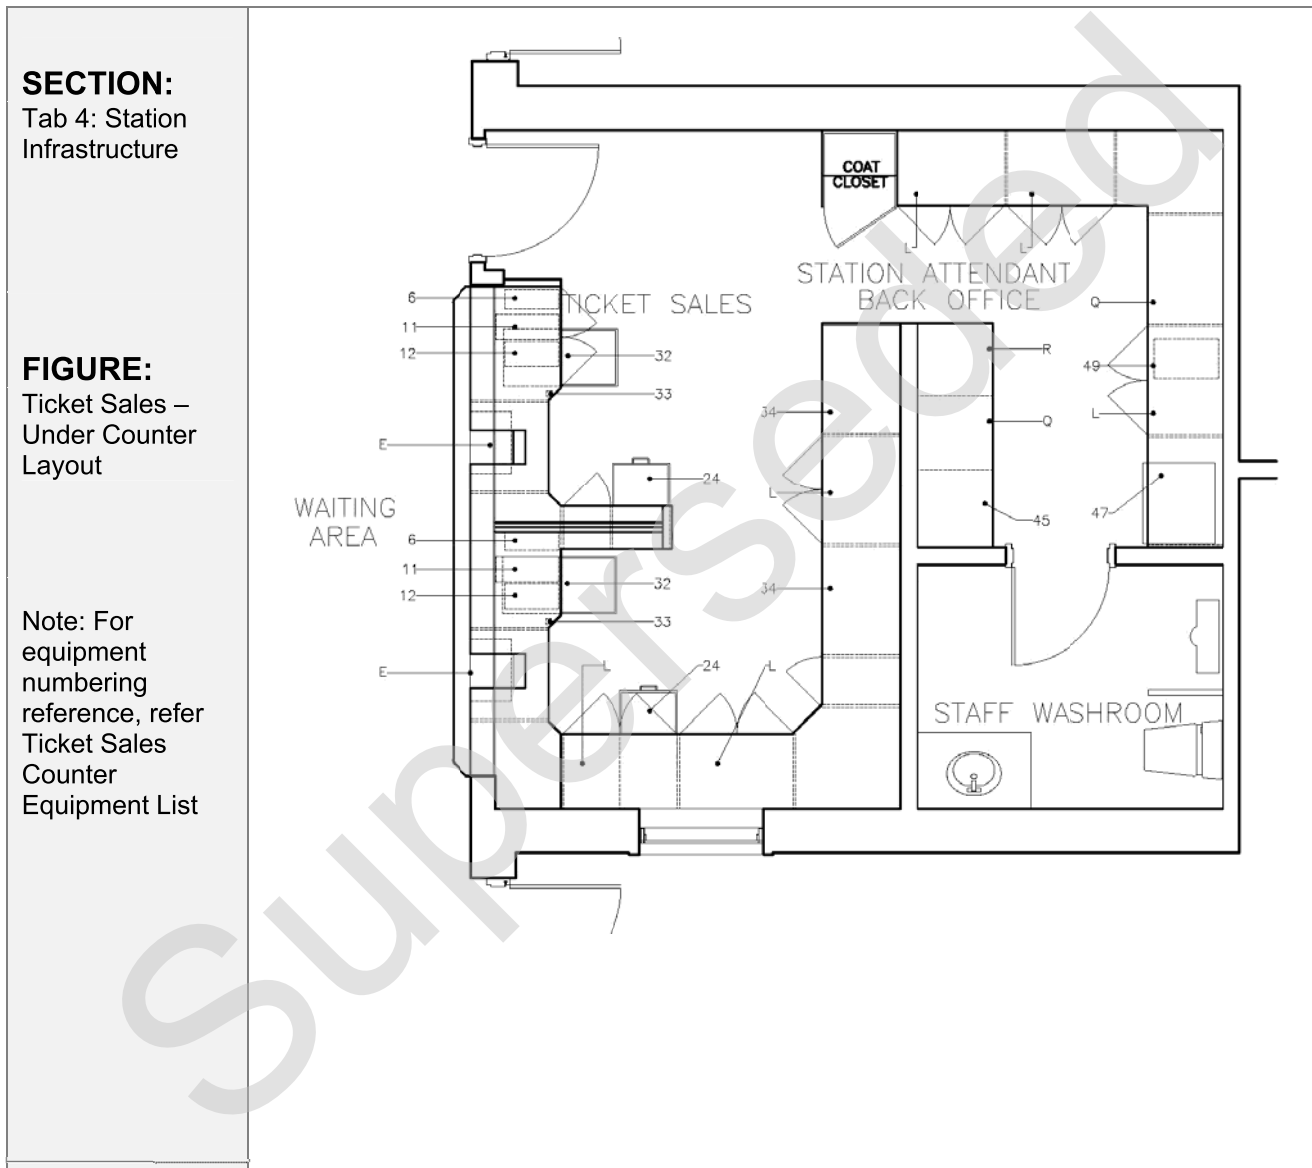 SECTION:
Tab 4: Station
Infrastructure
FIGURE:
Ticket Sales –
Under Counter
Layout
Note: For
equipment
numbering
reference, refer
Ticket Sales
Counter
Equipment List
COAT
CLOSET
L
L
STATION ATTENDANT
BACK OFFICE
TICKET SALES
6
11
12
32
33
E
Q
R
49
34
Q
L
24
L
45
47
WAITING
AREA
6
11
12
32
34
33
E
L
24
L
STAFF WASHROOM
Superseded